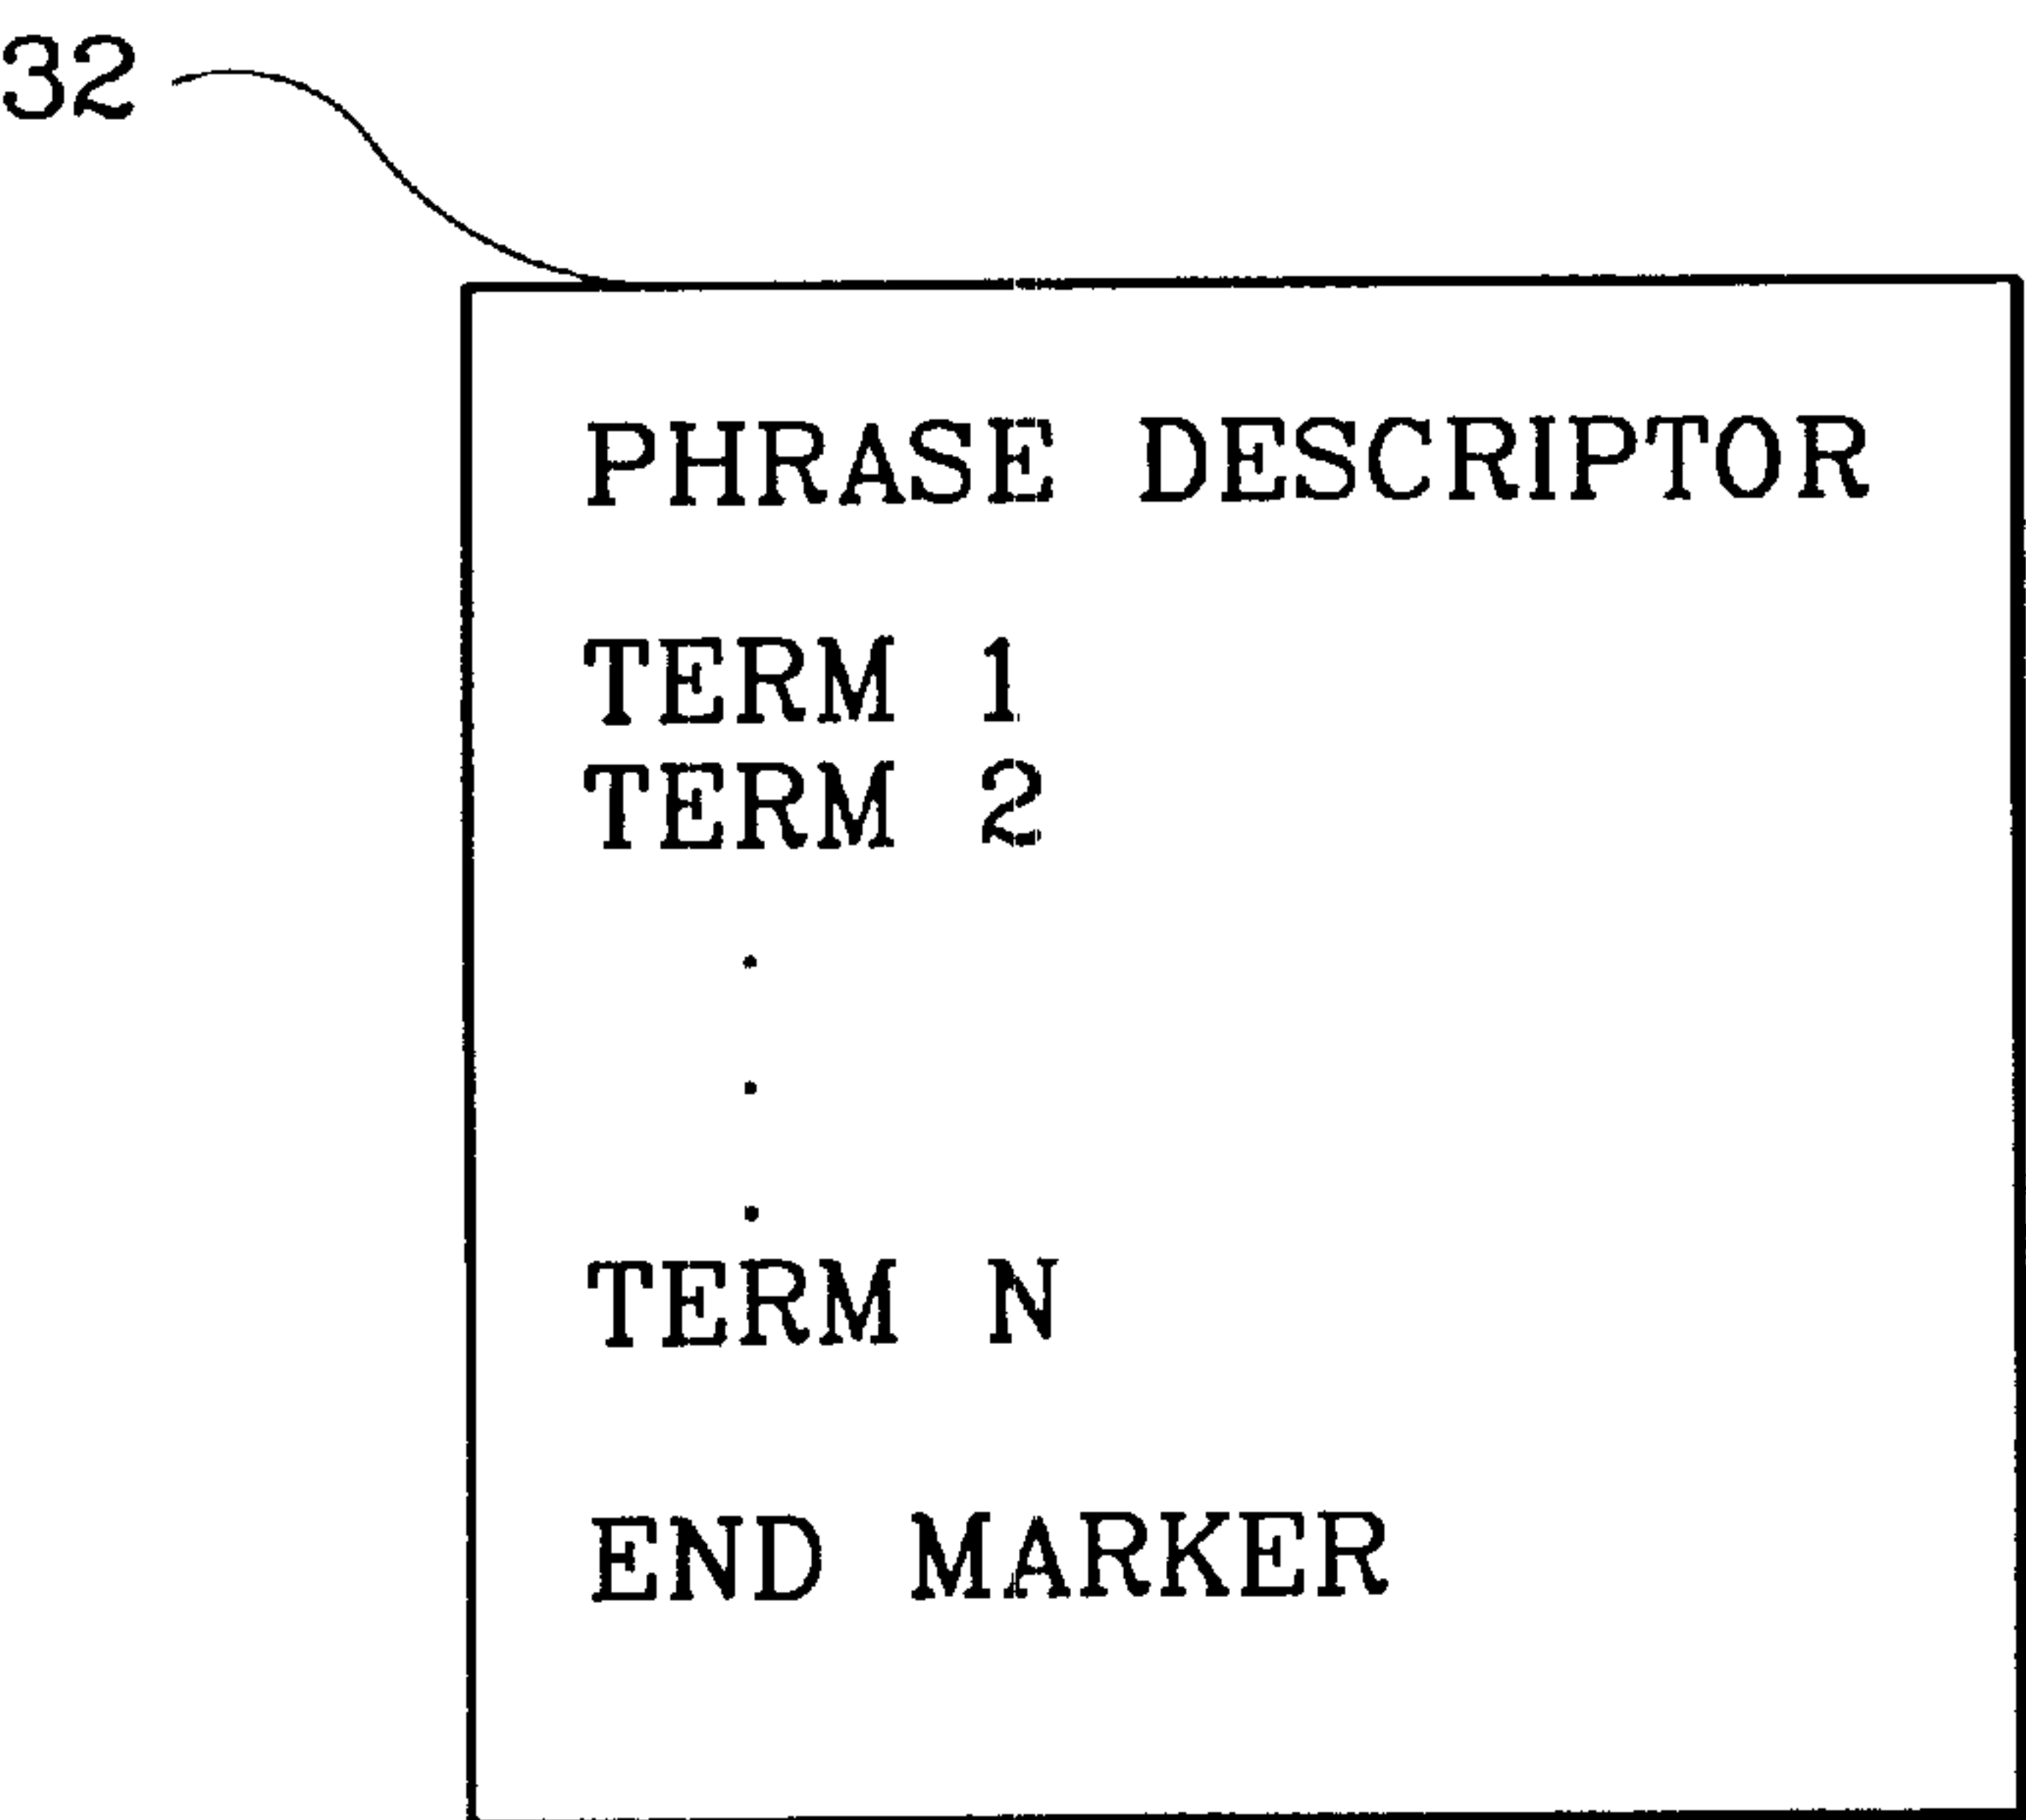 32
PHRASE DESCRIPTOR
TERM 1
TERM 2
.
.
.
TERM N
END MARKER